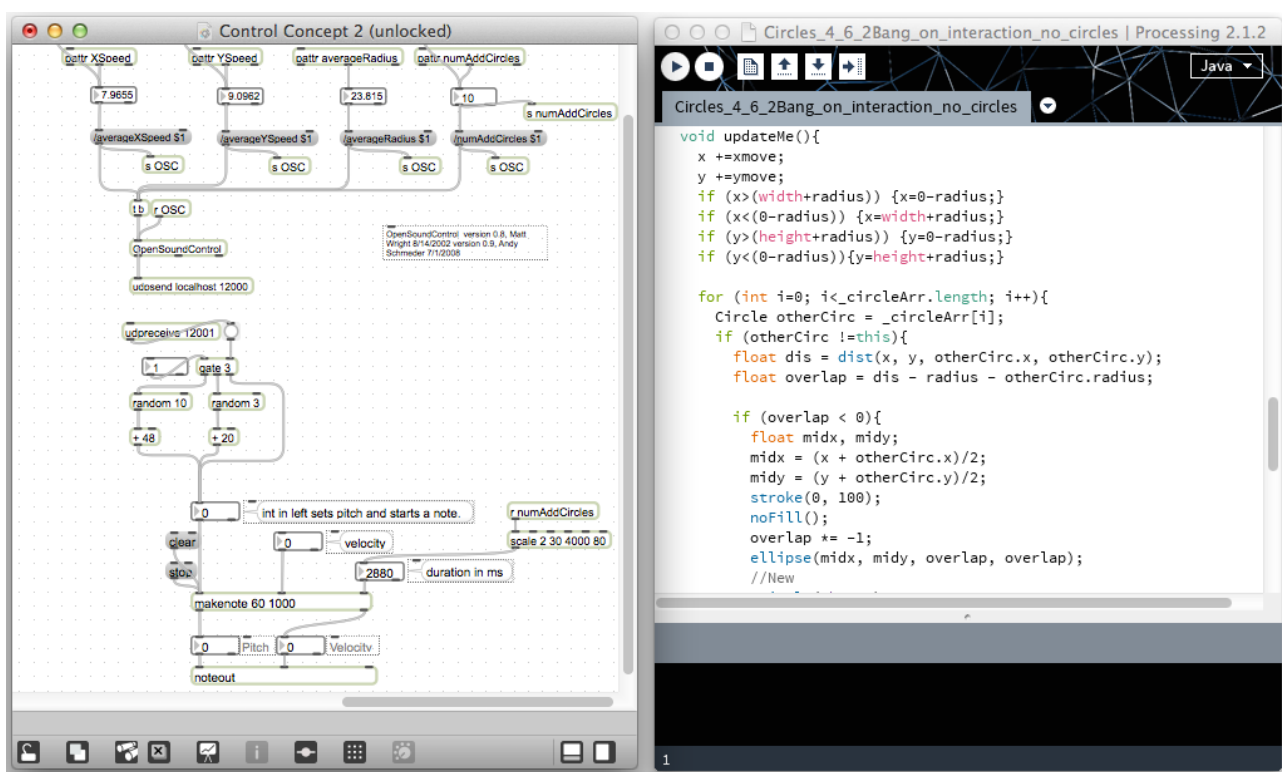 Control Concept 2 (unlocked)
pattr XSpeed pattr YSpeed pattr averageRadius pattr numAddCircles
7.9655 9.0962 23.815 10
s numAddCircles
/averageXSpeed $1 /averageYSpeed $1 /averageRadius $1 /numAddCircles $1
s OSC s OSC s OSC s OSC
t b r OSC
OpenSoundControl version 0.8, Matt
Wright 8/14/2002 version 0.9, Andy
Schmeder 7/1/2008
OpenSoundControl
udpsend localhost 12000
udpreceive 12001
1 gate 3
random 10 random 3
+ 48 + 20
0 int in left sets pitch and starts a note. r numAddCircles
clear 0 velocity scale 2 30 4000 80
stop 2880 duration in ms
makenote 60 1000
0 Pitch 0 Velocity
noteout
Circles_4_6_2Bang_on_interaction_no_circles | Processing 2.1.2
Java
Circles_4_6_2Bang_on_interaction_no_circles
void updateMe(){
x +=xmove;
y +=ymove;
if (x>(width+radius)) {x=0-radius;}
if (x<(0-radius)) {x=width+radius;}
if (y>(height+radius)) {y=0-radius;}
if (y<(0-radius)){y=height+radius;}
for (int i=0; i<_circleArr.length; i++){
Circle otherCirc = _circleArr[i];
if (otherCirc !=this){
float dis = dist(x, y, otherCirc.x, otherCirc.y);
float overlap = dis - radius - otherCirc.radius;
if (overlap < 0){
float midx, midy;
midx = (x + otherCirc.x)/2;
midy = (y + otherCirc.y)/2;
stroke(0, 100);
noFill();
overlap *= -1;
ellipse(midx, midy, overlap, overlap);
//New
1